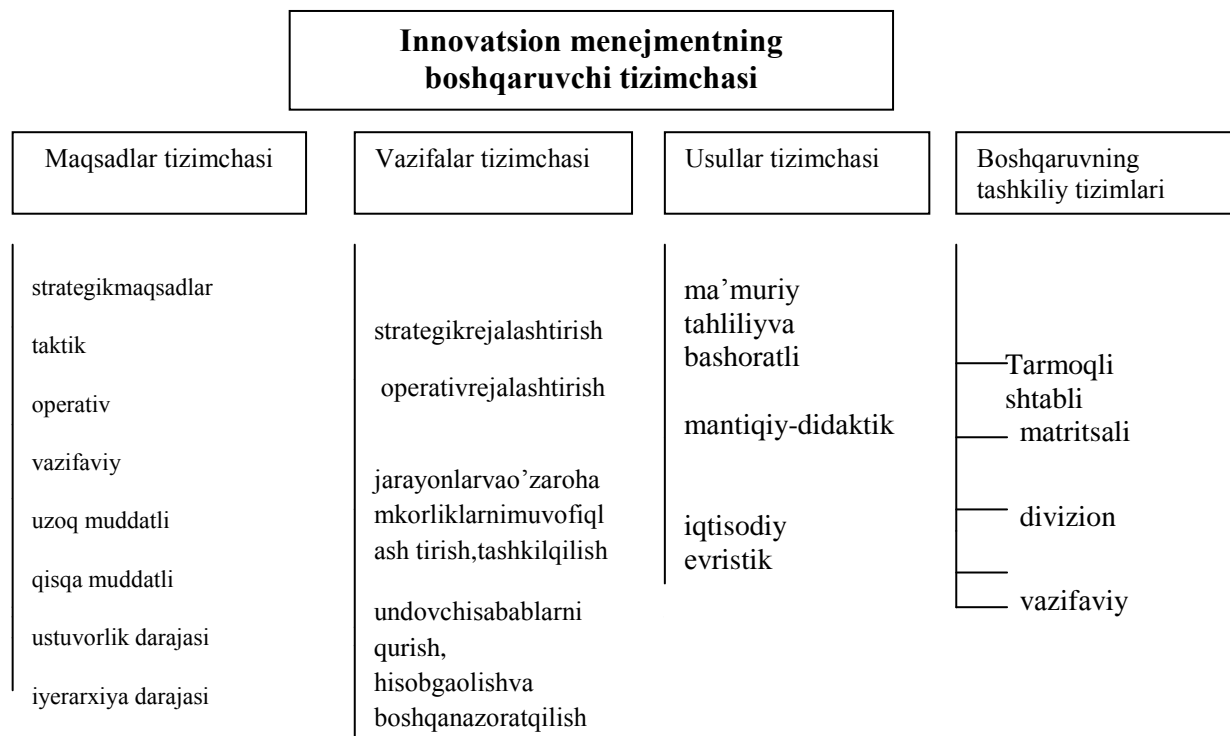 Innovatsion menejmentning
boshqaruvchi tizimchasi
Maqsadlar tizimchasi
strategikmaqsadlar
taktik
operativ
vazifaviy
uzoq muddatli
qisqa muddatli
ustuvorlik darajasi
iyerarxiya darajasi
Vazifalar tizimchasi
strategikrejalashtirish
operativrejalashtirish
jarayonlarvao’zaroha
mkorliklarnimuvofiql
ash tirish,tashkilqilish
undovchisabablarni
qurish,
hisobgaolishva
boshqanazoratqilish
Usullar tizimchasi
ma’muriy
tahliliyva
bashoratli
mantiqiy-didaktik
iqtisodiy
evristik
Boshqaruvning
tashkiliy tizimlari
Tarmoqli
shtabli
matritsali
divizion
vazifaviy